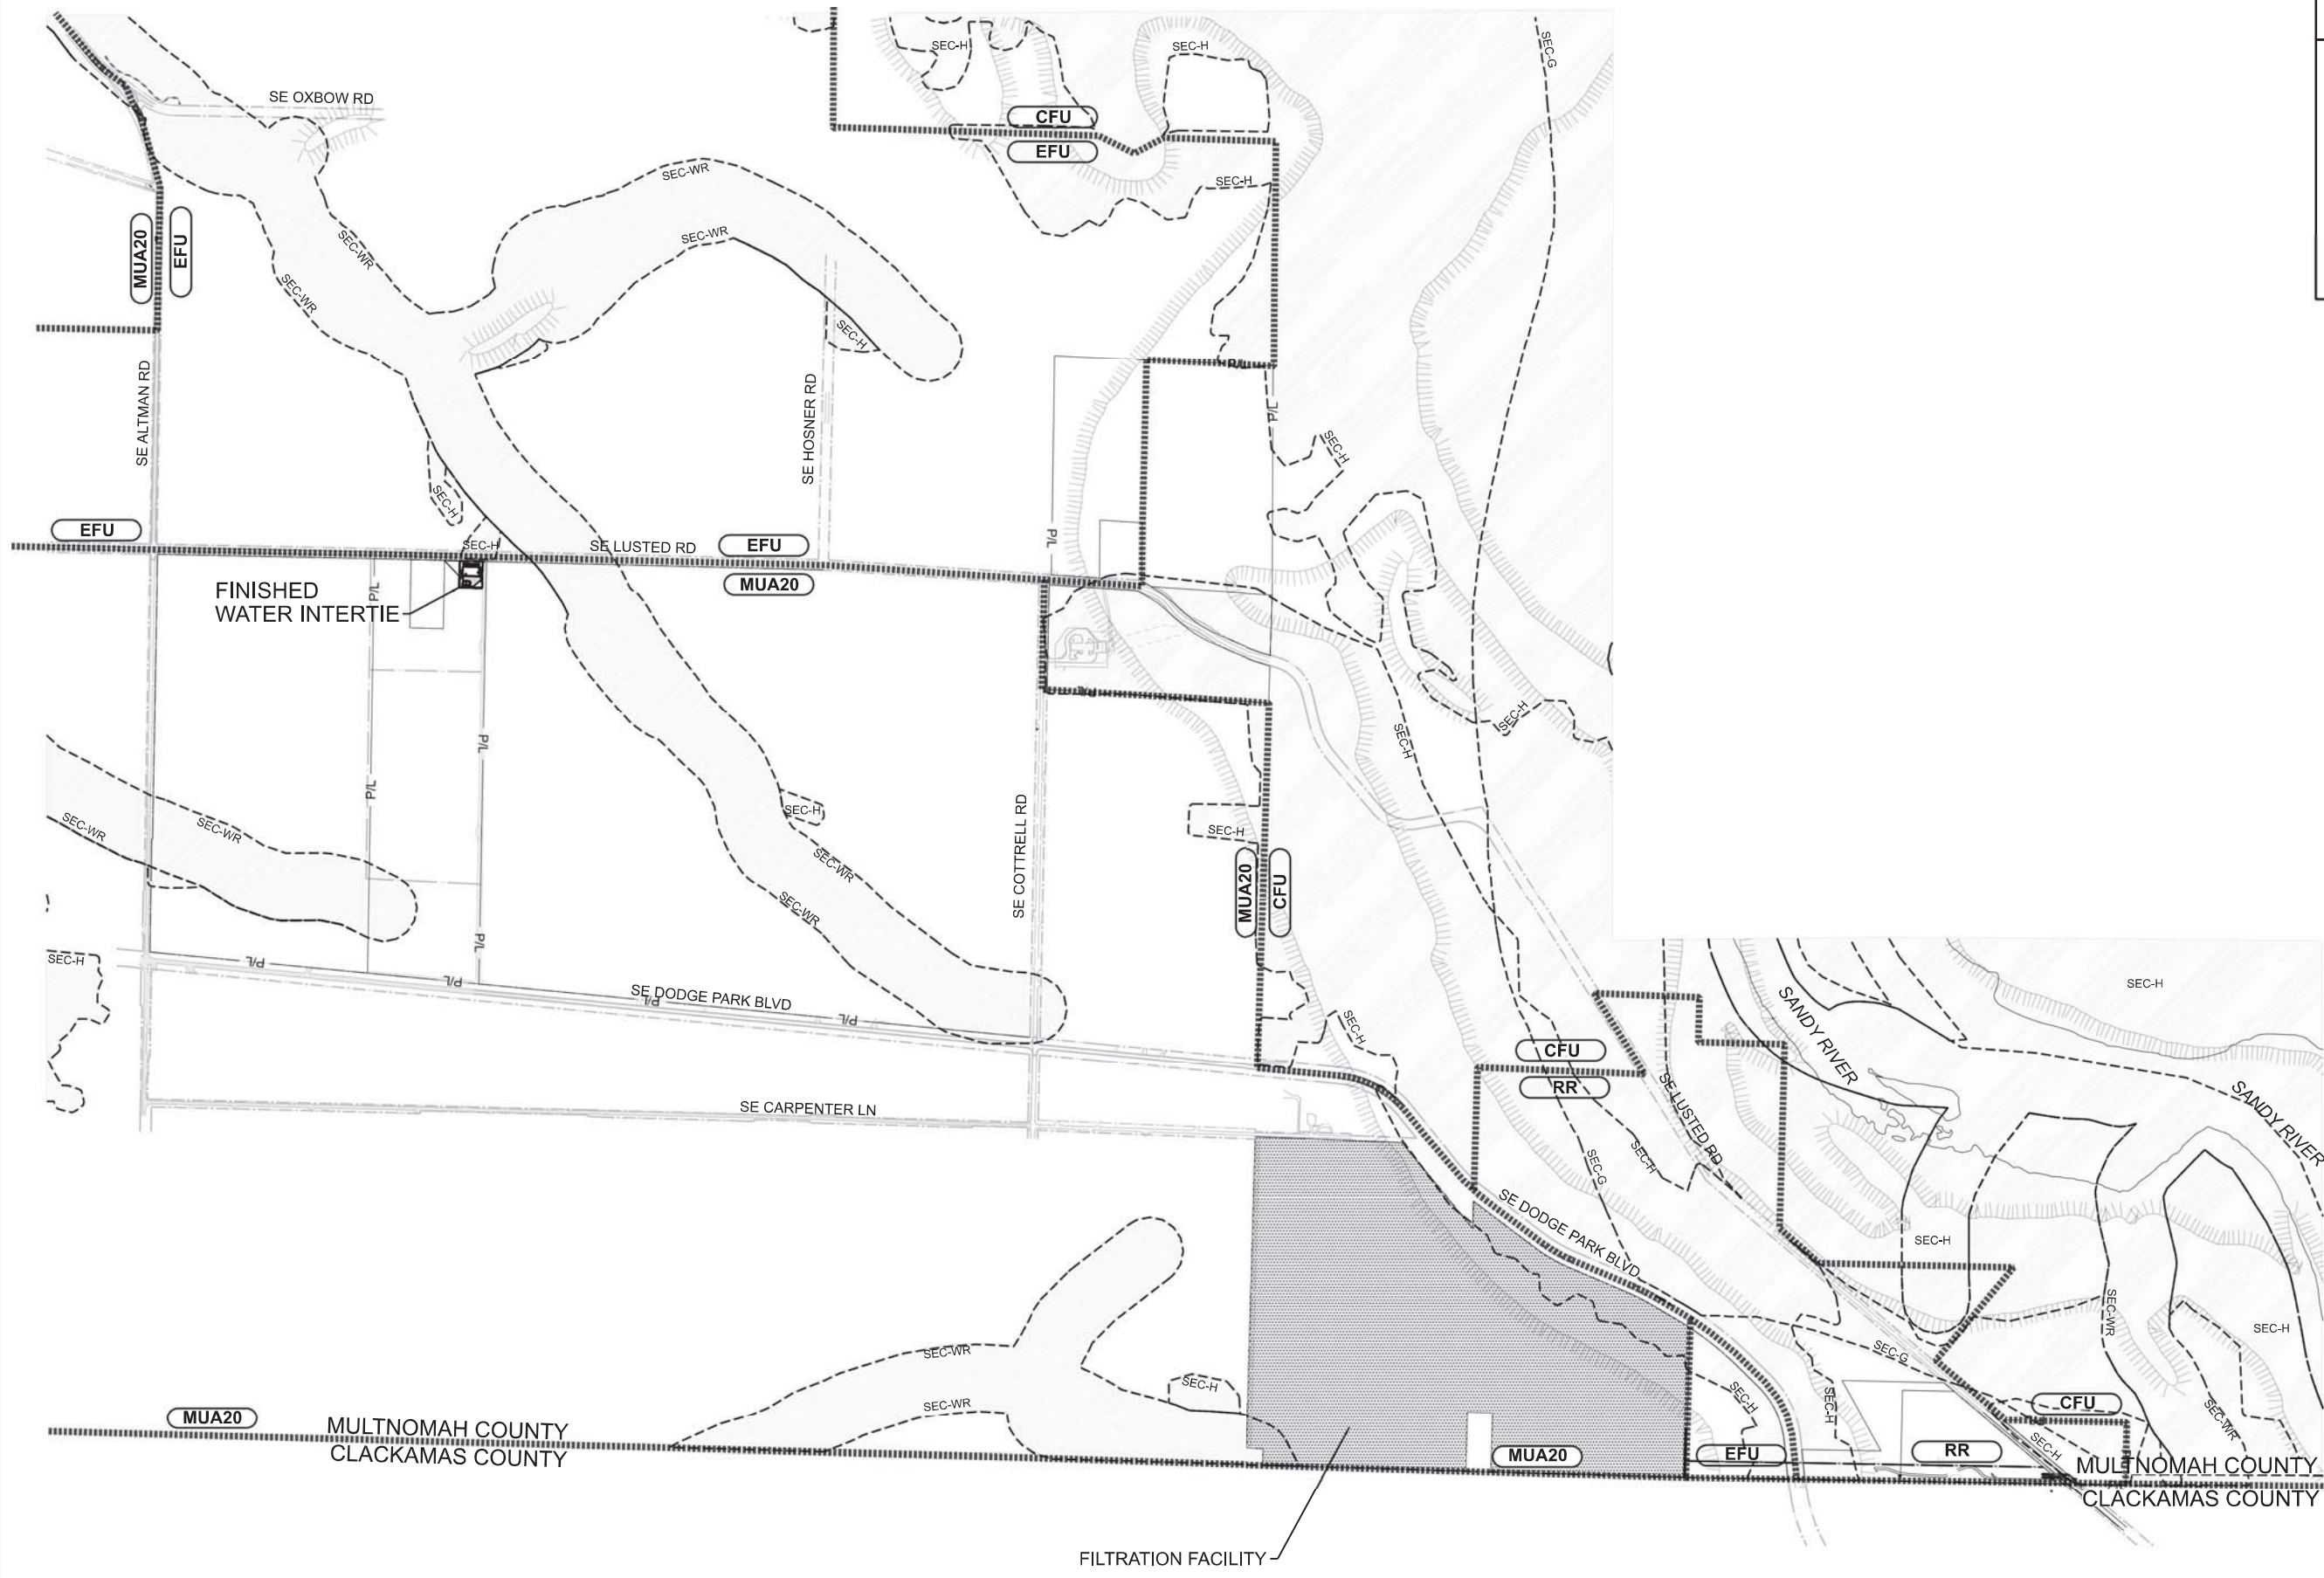 SEC-H
SEC-H
SEC-G
SE OXBOW RD
CFU
EFU
SEC-WR
SEC-H
SEC-WR
MUA20
EFU
SEC-WR
SEC-WR
SEC-H
P/L
SE ALTMAN RD
SE HOSNER RD
P/L
SEC-H
SEC-H
EFU
SEC-H
SE LUSTED RD
EFU
P/L
MUA20
FINISHED
WATER INTERTIE
P/L
P/L
SEC-H
SEC-H
P/L
P/L
SEC-H
SEC-H
SEC-WR
SEC-WR
SE COTTRELL RD
SEC-WR
SEC-WR
MUA20
CFU
P/L
SEC-H
P/L
P/L
SE DODGE PARK BLVD
P/L
P/L
SEC-H
SANDY RIVER
SEC-H
CFU
RR
SE LUSTED RD
SANDY RIVER
SE CARPENTER LN
SEC-G
SEC-H
SE DODGE PARK BLVD
SEC-H
SEC-WR
SEC-WR
SEC-H
SEC-G
SEC-WR
SEC-H
SEC-H
SEC-H
CFU
SEC-WR
MUA20
MULTNOMAH COUNTY
CLACKAMAS COUNTY
MUA20
EFU
RR
SEC-H
MULTNOMAH COUNTY
CLACKAMAS COUNTY
FILTRATION FACILITY